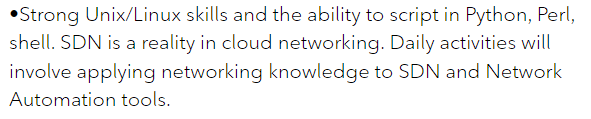 •Strong Unix/Linux skills and the ability to script in Python, Perl,
shell. SDN is a reality in cloud networking. Daily activities will
involve applying networking knowledge to SDN and Network
Automation tools.